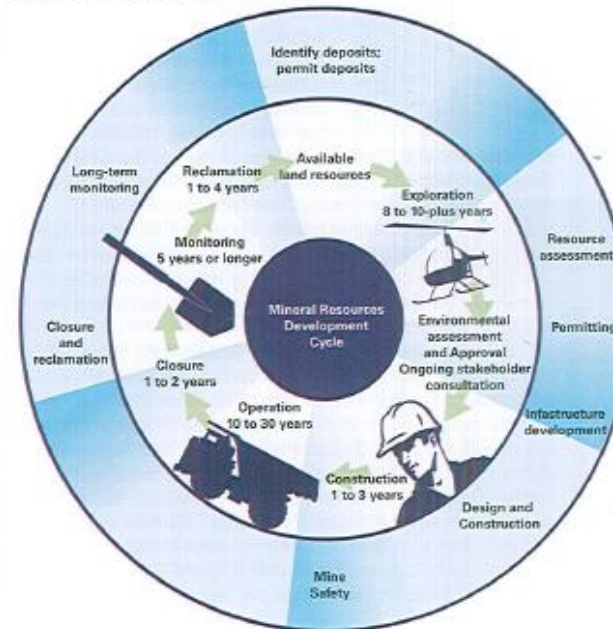 Identify deposits;
permit deposits
Long-term
monitoring
Reclamation
1 to 4 years
Available
land resources
Exploration
8 to 10-plus years
Resource
assessment
Monitoring
5 years or longer
Mineral Resources
Development
Cycle
Environmental
assessment
and Approval
Ongoing stakeholder
consultation
Permitting
Closure
and
reclamation
Closure
1 to 2 years
Operation
10 to 30 years
Infastructure
development
Construction
1 to 3 years
Design and
Construction
Mine
Safety